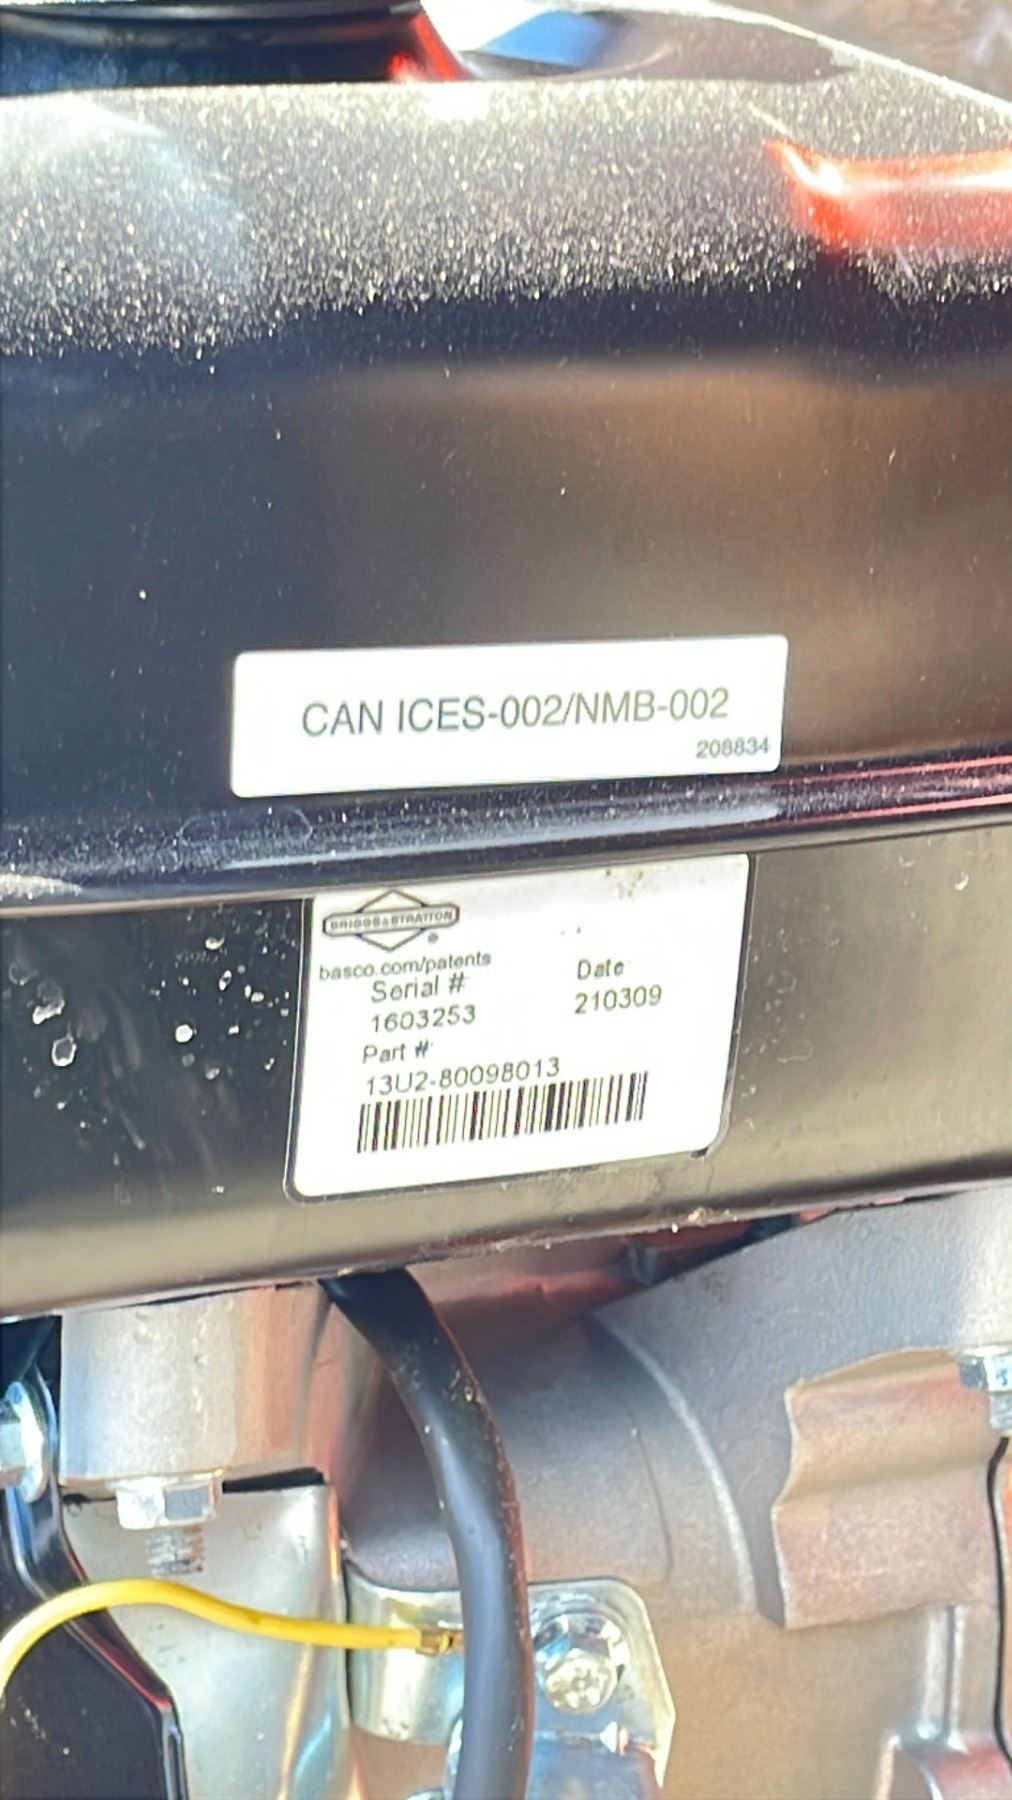 CAN ICES-002/NMB-002
208834
BRIGGS & STRATTON
®
basco.com/patents
Serial #
Date
1603253
210309
Part #
13U2-80098013